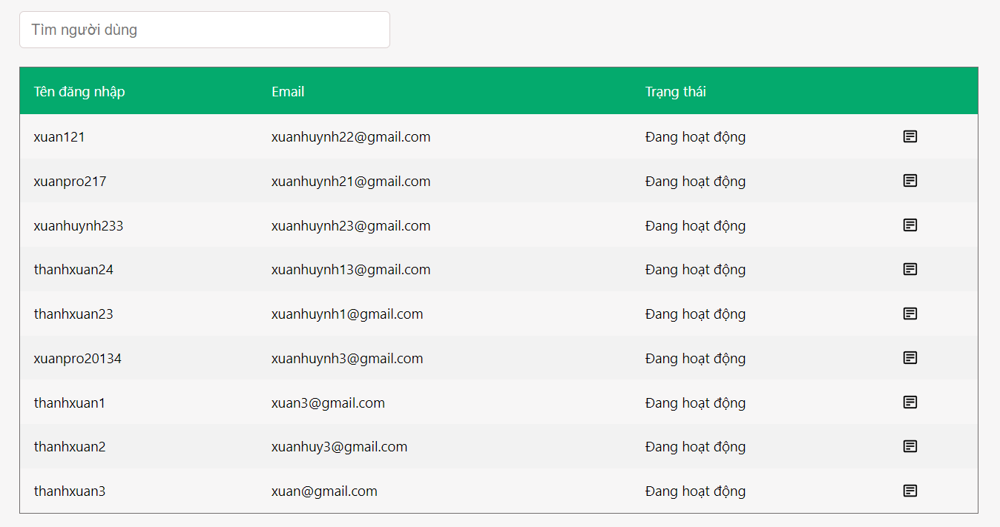 Tìm người dùng
Tên đăng nhập Email Trạng thái
xuan121 xuanhuynh22@gmail.com Đang hoạt động
xuanpro217 xuanhuynh21@gmail.com Đang hoạt động
xuanhuynh233 xuanhuynh23@gmail.com Đang hoạt động
thanhxuan24 xuanhuynh13@gmail.com Đang hoạt động
thanhxuan23 xuanhuynh1@gmail.com Đang hoạt động
xuanpro20134 xuanhuynh3@gmail.com Đang hoạt động
thanhxuan1 xuan3@gmail.com Đang hoạt động
thanhxuan2 xuanhuy3@gmail.com Đang hoạt động
thanhxuan3 xuan@gmail.com Đang hoạt động